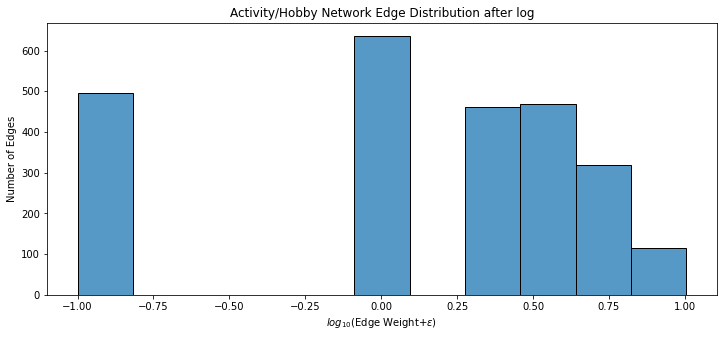 Activity/Hobby Network Edge Distribution after log
600
500
400
300
200
100
0
Number of Edges
−1.00 −0.75 −0.50 −0.25 0.00 0.25 0.50 0.75 1.00
log₁₀(Edge Weight+ε)